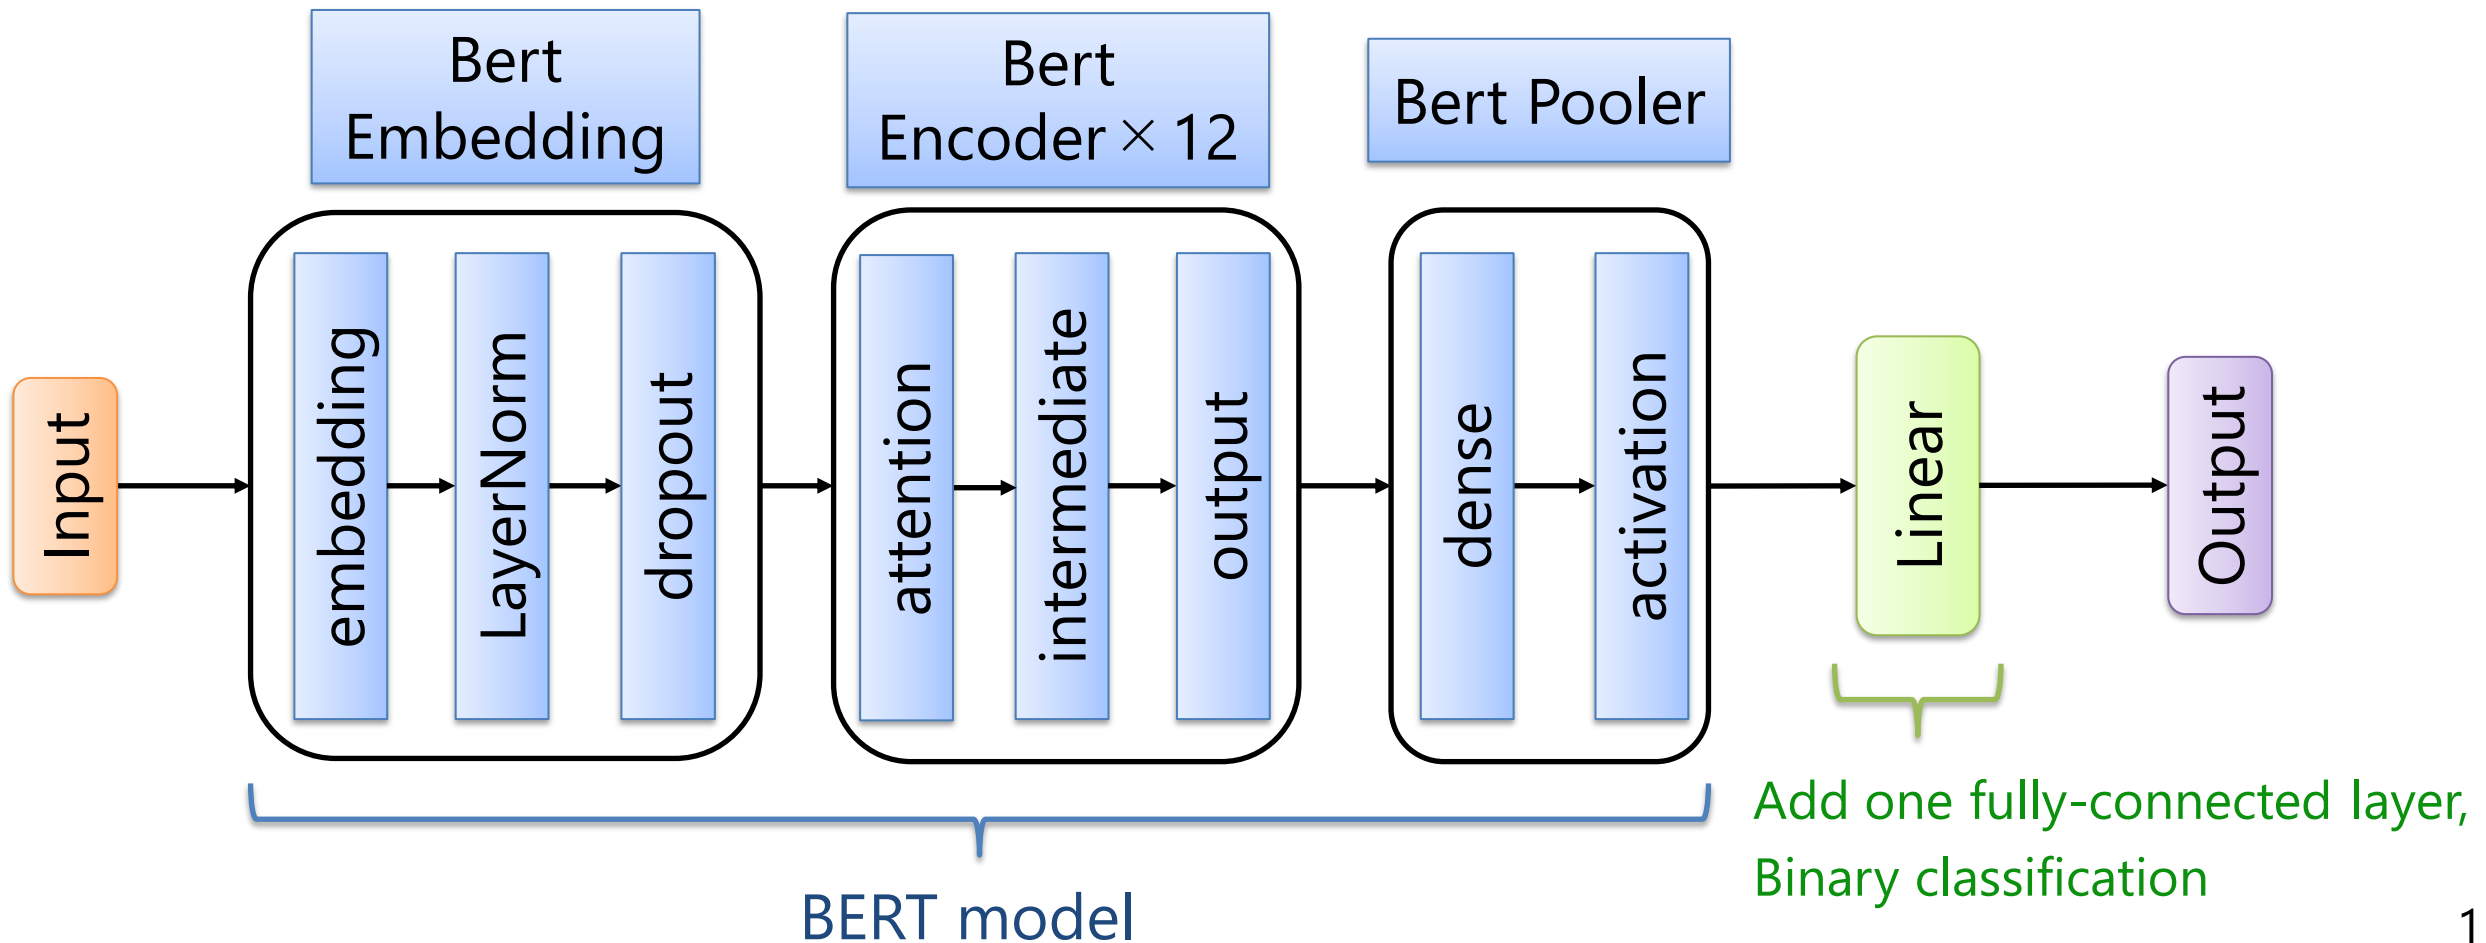 Bert
Embedding
Bert
Encoder×12
Bert Pooler
Input
embedding
LayerNorm
dropout
attention
intermediate
output
dense
activation
Linear
Output
Add one fully-connected layer,
Binary classification
BERT model
1